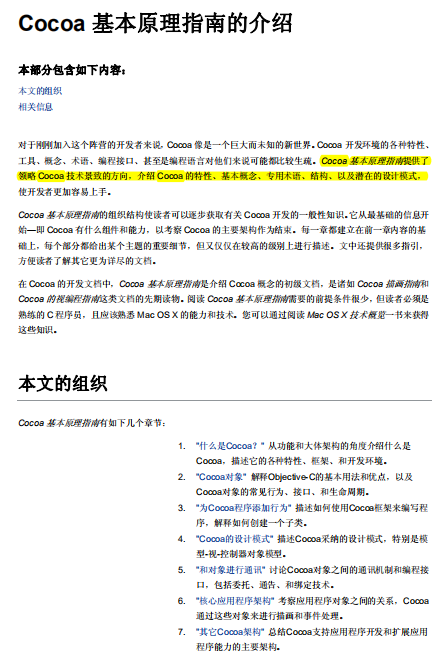 Cocoa 基本原理指南的介绍
本部分包含如下内容：
本文的组织
相关信息
对于刚刚加入这个阵营的开发者来说，Cocoa 像是一个巨大而未知的新世界。Cocoa 开发环境的各种特性、
工具、概念、术语、编程接口、甚至是编程语言对他们来说可能都比较生疏。Cocoa 基本原理指南提供了
领略 Cocoa 技术景致的方向，介绍 Cocoa 的特性、基本概念、专用术语、结构、以及潜在的设计模式，
使开发者更加容易上手。
Cocoa 基本原理指南的组织结构使读者可以逐步获取有关 Cocoa 开发的一般性知识。它从最基础的信息开
始—即 Cocoa 有什么组件和能力，以考察 Cocoa 的主要架构作为结束。每一章都建立在前一章内容的基
础上，每个部分都给出某个主题的重要细节，但又仅仅在较高的级别上进行描述。文中还提供很多指引，
方便读者了解其它更为详尽的文档。
在 Cocoa 的开发文档中，Cocoa 基本原理指南是介绍 Cocoa 概念的初级文档，是诸如 Cocoa 描画指南和
Cocoa 的视编程指南这类文档的先期读物。阅读 Cocoa 基本原理指南需要的前提条件很少，但读者必须是
熟练的 C 程序员，且应该熟悉 Mac OS X 的能力和技术。您可以通过阅读 Mac OS X 技术概览一书来获得
这些知识。
本文的组织
Cocoa 基本原理指南有如下几个章节：
1. "什么是Cocoa？" 从功能和大体架构的角度介绍什么是
Cocoa，描述它的各种特性、框架、和开发环境。
2. "Cocoa对象" 解释Objective-C的基本用法和优点，以及
Cocoa对象的常见行为、接口、和生命周期。
3. "为Cocoa程序添加行为" 描述如何使用Cocoa框架来编写程
序，解释如何创建一个子类。
4. "Cocoa的设计模式" 描述Cocoa采纳的设计模式，特别是模
型-视-控制器对象模型。
5. "和对象进行通讯" 讨论Cocoa对象之间的通讯机制和编程接
口，包括委托、通告、和绑定技术。
6. "核心应用程序架构" 考察应用程序对象之间的关系，Cocoa
通过这些对象来进行描画和事件处理。
7. "其它Cocoa架构" 总结Cocoa支持应用程序开发和扩展应用
程序能力的主要架构。